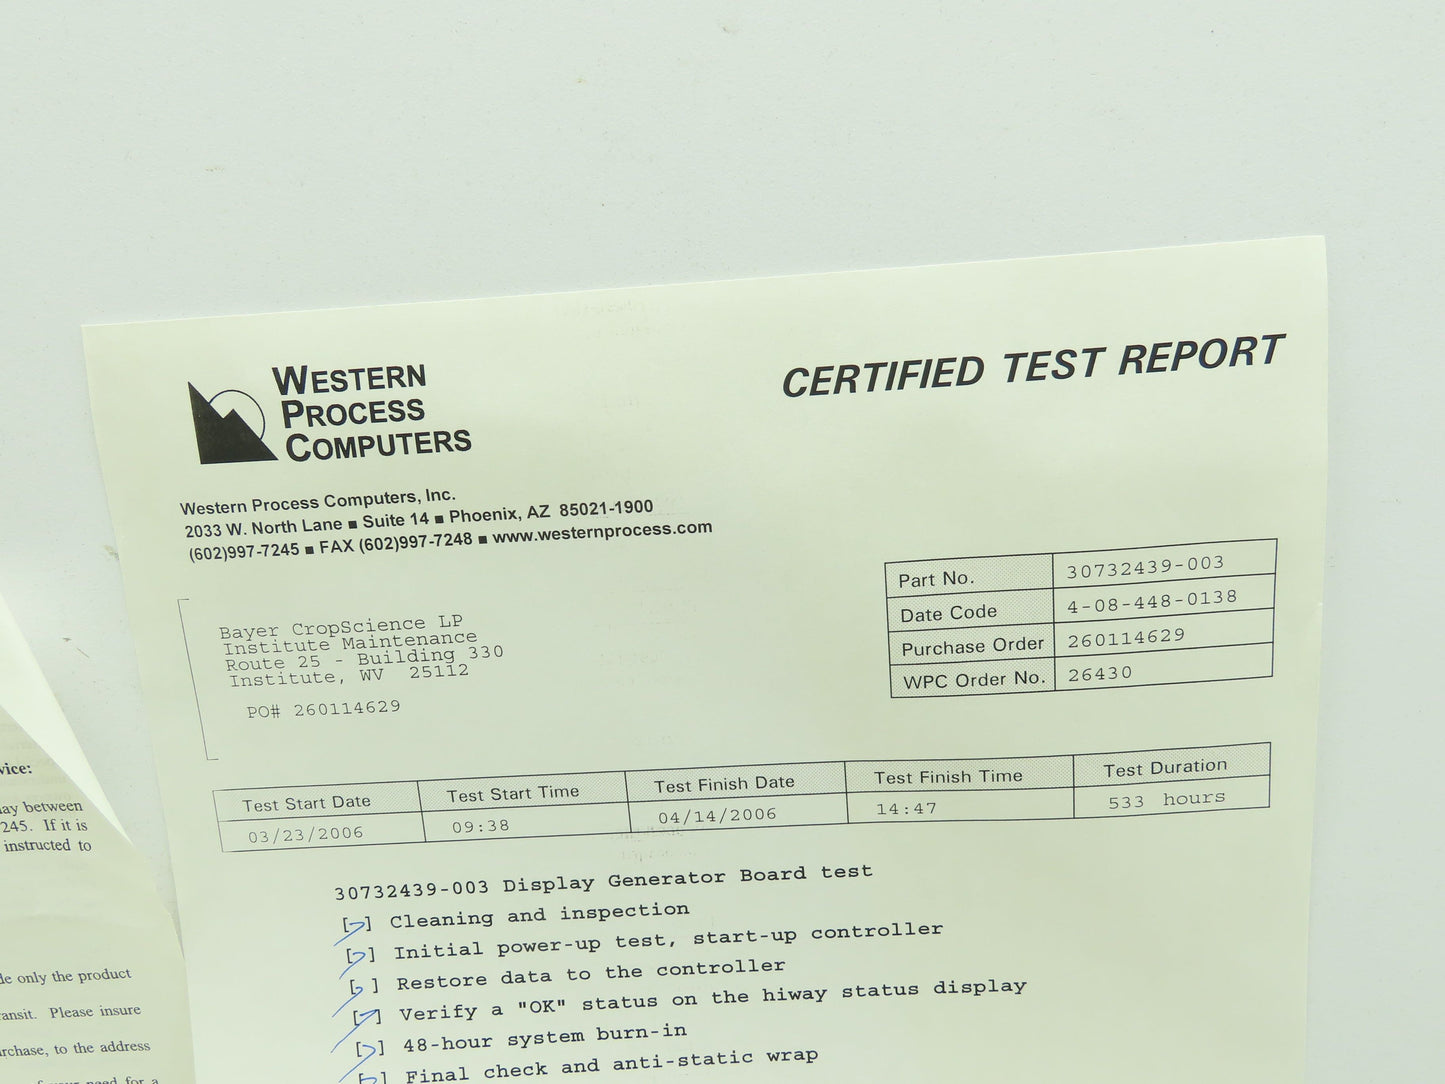 WESTERN
PROCESS
COMPUTERS
CERTIFIED TEST REPORT
Western Process Computers, Inc.
2033 W. North Lane ■ Suite 14 ■ Phoenix, AZ 85021-1900
(602)997-7245 ■ FAX (602)997-7248 ■ www.westernprocess.com
Bayer CropScience LP
Institute Maintenance
Route 25 - Building 330
Institute, WV 25112
PO# 260114629
Part No. 30732439-003
Date Code 4-08-448-0138
Purchase Order 260114629
WPC Order No. 26430
Test Start Date Test Start Time Test Finish Date Test Finish Time Test Duration
03/23/2006 09:38 04/14/2006 14:47 533 hours
30732439-003 Display Generator Board test
[ ] Cleaning and inspection
[ ] Initial power-up test, start-up controller
[ ] Restore data to the controller
[ ] Verify a "OK" status on the hiway status display
[ ] 48-hour system burn-in
[ ] Final check and anti-static wrap
vice:
ay between
245. If it is
instructed to
de only the product
ansit. Please insure
rchase, to the address
need for a